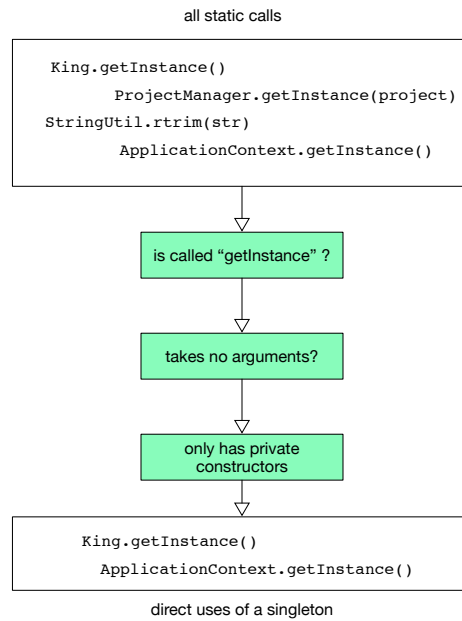 all static calls
King.getInstance()
ProjectManager.getInstance(project)
StringUtil.rtrim(str)
ApplicationContext.getInstance()
is called “getInstance” ?
takes no arguments?
only has private
constructors
King.getInstance()
ApplicationContext.getInstance()
direct uses of a singleton